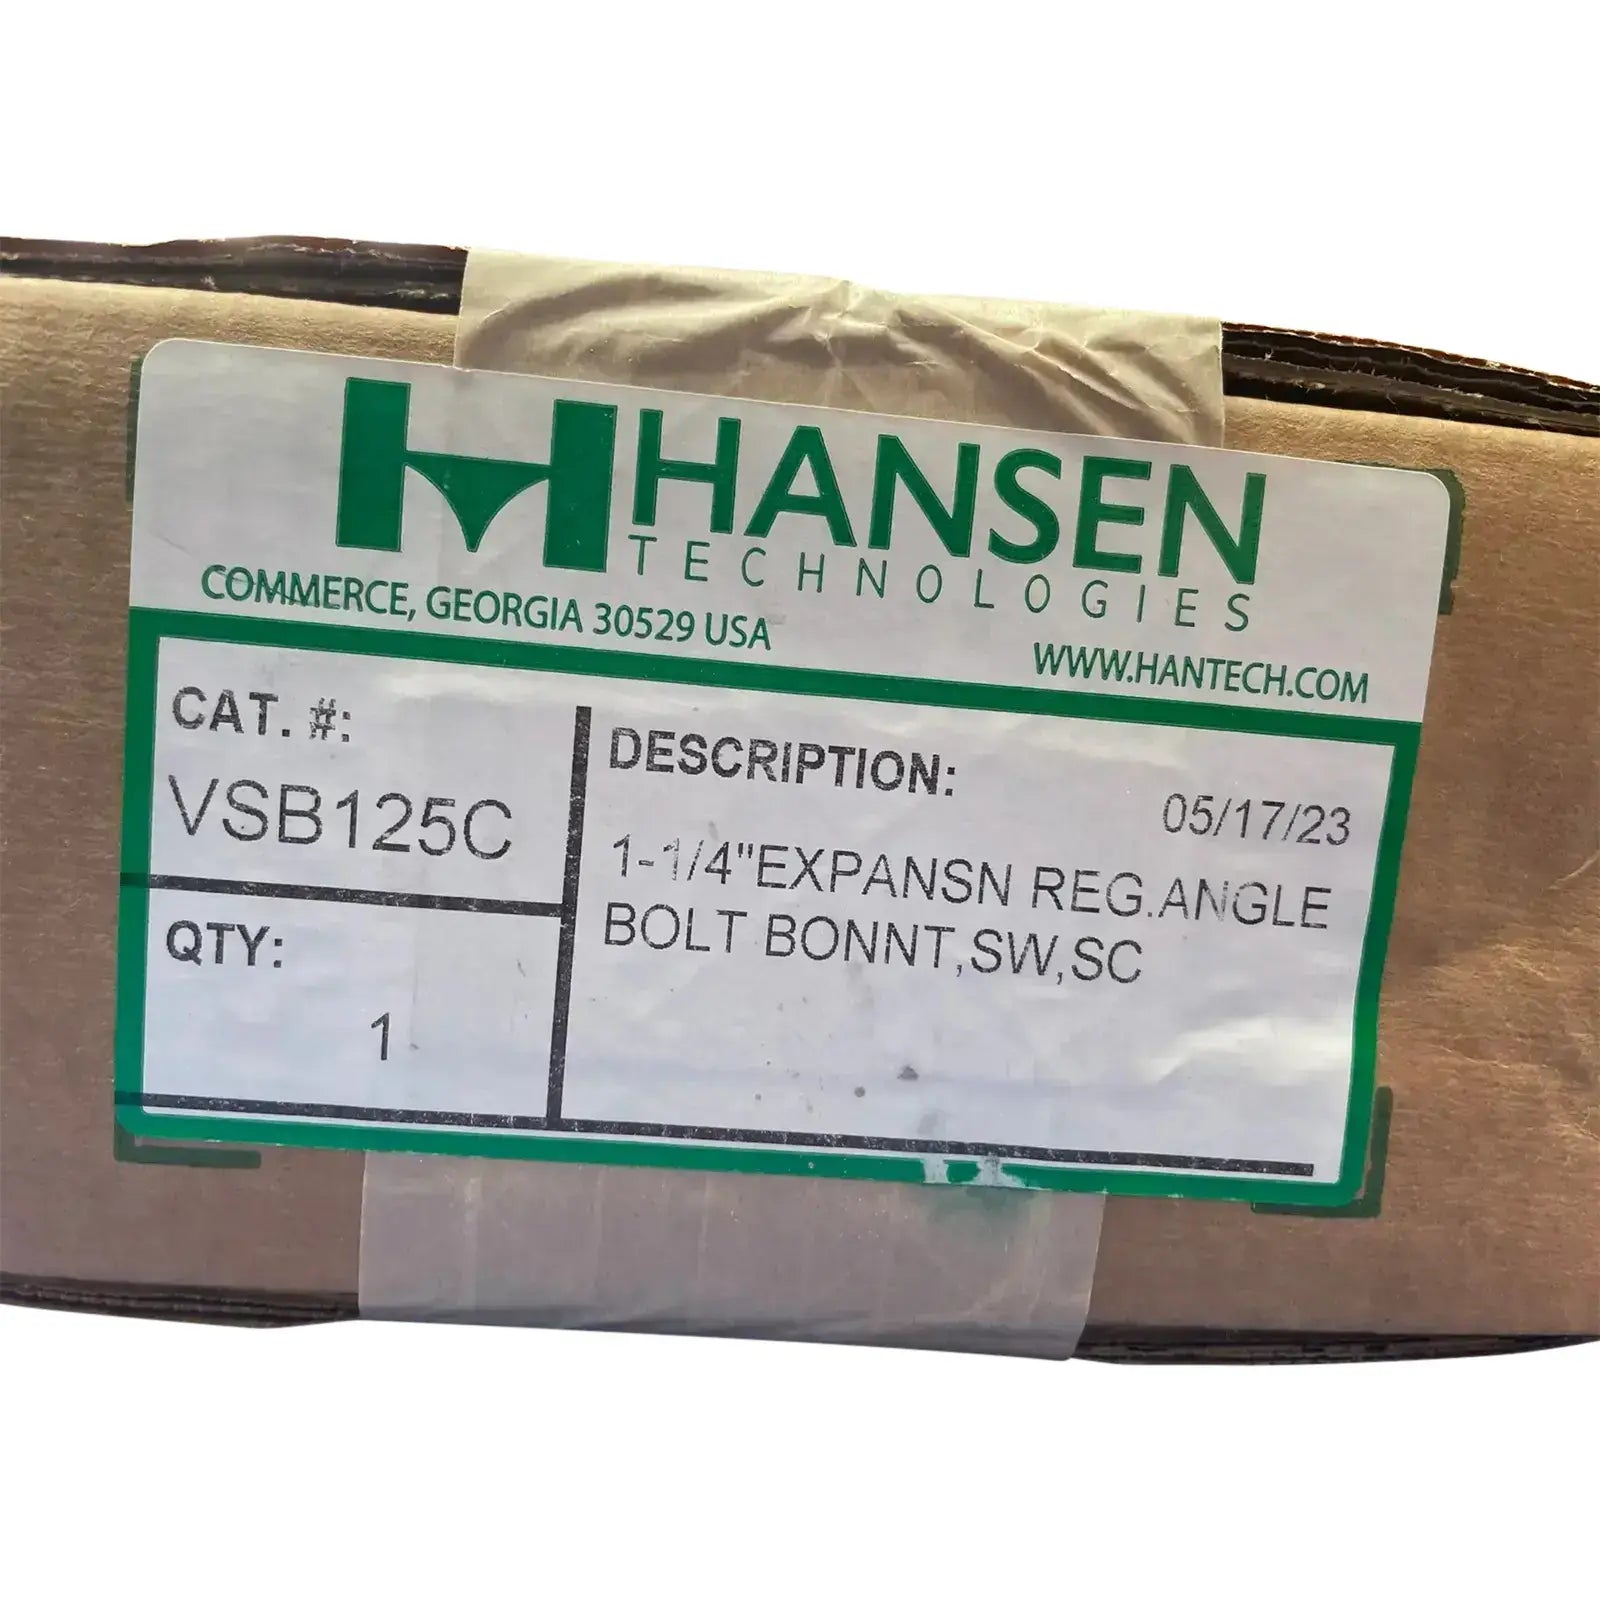 HANSEN
TECHNOLOGIES
COMMERCE, GEORGIA 30529 USA
WWW.HANTECH.COM
CAT. #:
VSB125C
QTY:
1
DESCRIPTION:
05/17/23
1-1/4"EXPANSN REG.ANGLE
BOLT BONNT,SW,SC